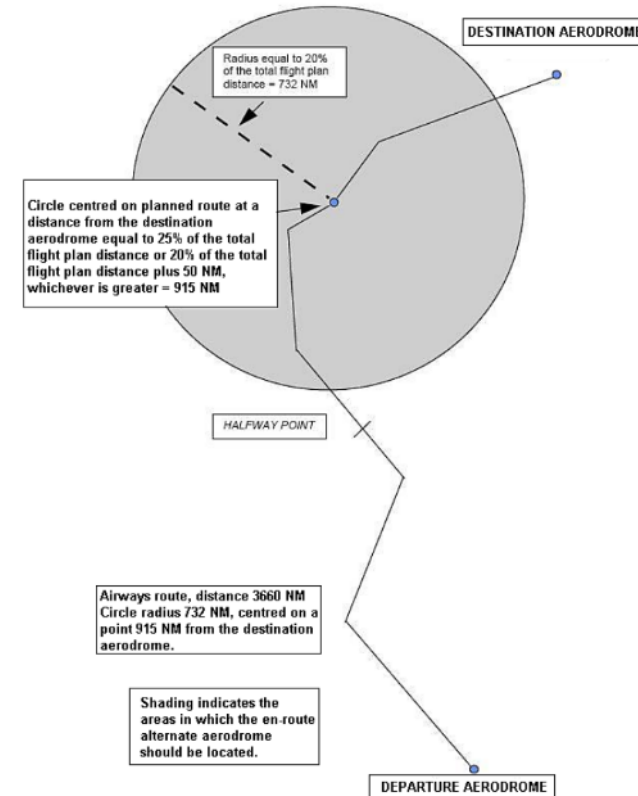 DESTINATION AERODROME
Radius equal to 20%
of the total flight plan
distance = 732 NM
Circle centred on planned route at a
distance from the destination
aerodrome equal to 25% of the total
flight plan distance or 20% of the total
flight plan distance plus 50 NM,
whichever is greater = 915 NM
HALFWAY POINT
Airways route, distance 3660 NM
Circle radius 732 NM, centred on a
point 915 NM from the destination
aerodrome.
Shading indicates the
areas in which the en-route
alternate aerodrome
should be located.
DEPARTURE AERODROME